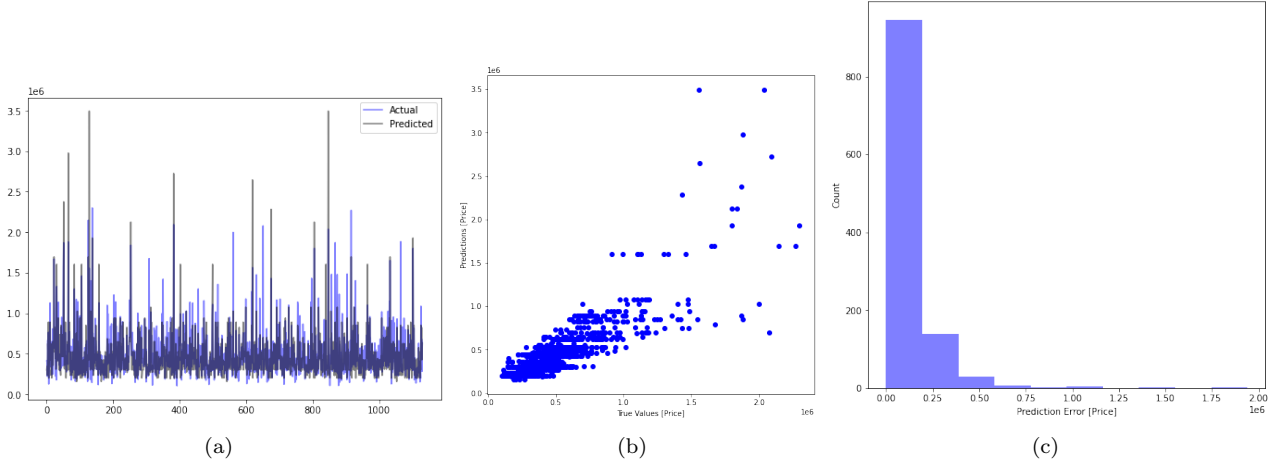 1e6
3.5
3.0
2.5
2.0
1.5
1.0
0.5
0.0
0 200 400 600 800 1000
Actual
Predicted
(a)
1e6
3.5
3.0
2.5
2.0
1.5
1.0
0.5
0.0
Predictions [Price]
0.0 0.5 1.0 1.5 2.0
1e6
True Values [Price]
(b)
800
600
400
200
0
Count
0.00 0.25 0.50 0.75 1.00 1.25 1.50 1.75 2.00
1e6
Prediction Error [Price]
(c)